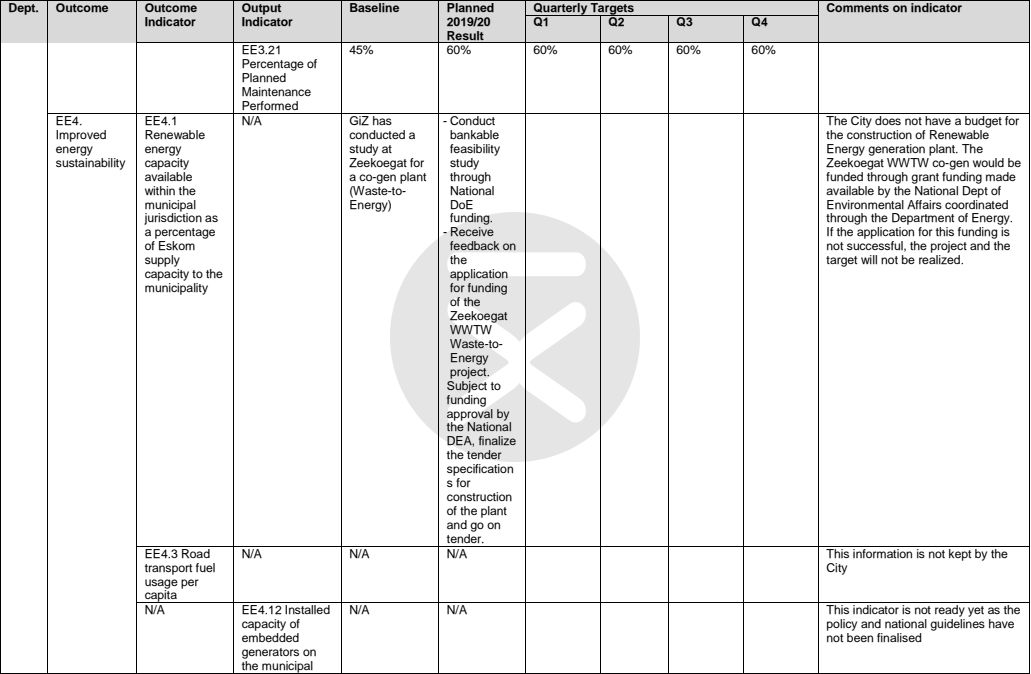 Dept.
Outcome
Outcome
Indicator
Output
Indicator
Baseline
Planned
2019/20
Result
Quarterly Targets
Q1
Q2
Q3
Q4
Comments on indicator
EE3.21
Percentage of
Planned
Maintenance
Performed
45%
60%
60%
60%
60%
60%
EE4.
Improved
energy
sustainability
EE4.1
Renewable
energy
capacity
available
within the
municipal
jurisdiction as
a percentage
of Eskom
supply
capacity to the
municipality
N/A
GiZ has
conducted a
study at
Zeekoegat for
a co-gen plant
(Waste-to-
Energy)
- Conduct
bankable
feasibility
study
through
National
DoE
funding.
- Receive
feedback on
the
application
for funding
of the
Zeekoegat
WWTW
Waste-to-
Energy
project.
Subject to
funding
approval by
the National
DEA, finalize
the tender
specification
s for
construction
of the plant
and go on
tender.
The City does not have a budget for
the construction of Renewable
Energy generation plant. The
Zeekoegat WWTW co-gen would be
funded through grant funding made
available by the National Dept of
Environmental Affairs coordinated
through the Department of Energy.
If the application for this funding is
not successful, the project and the
target will not be realized.
EE4.3 Road
transport fuel
usage per
capita
N/A
N/A
N/A
This information is not kept by the
City
N/A
EE4.12 Installed
capacity of
embedded
generators on
the municipal
N/A
N/A
This indicator is not ready yet as the
policy and national guidelines have
not been finalised